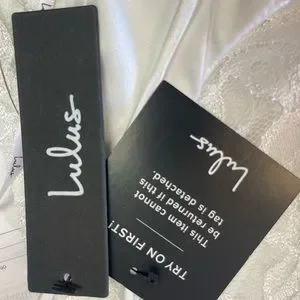 Lulus
TRY ON FIRST!
This item cannot
be returned if this
tag is detached.
Lulus